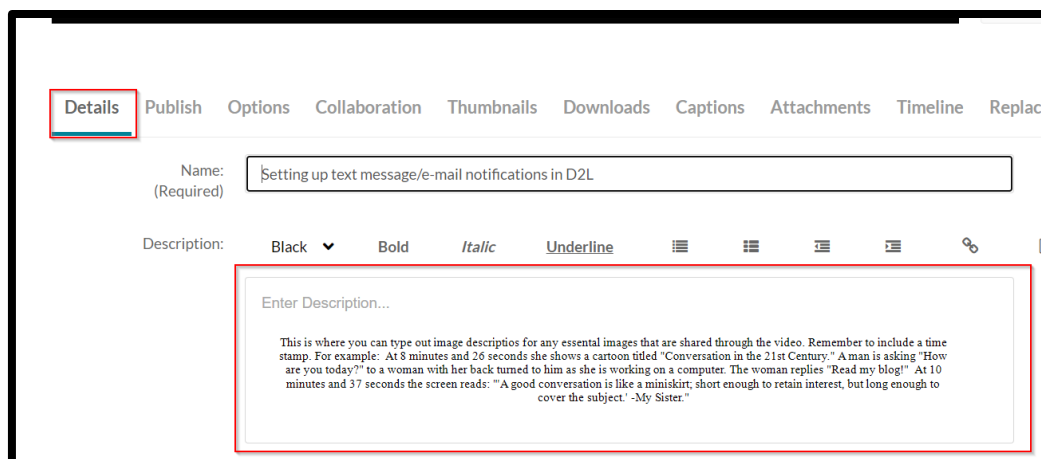 Details Publish Options Collaboration Thumbnails Downloads Captions Attachments Timeline Replac
Name:
(Required)
Setting up text message/e-mail notifications in D2L
Description:
Black Bold Italic Underline
Enter Description...
This is where you can type out image descriptios for any essental images that are shared through the video. Remember to include a time
stamp. For example:  At 8 minutes and 26 seconds she shows a cartoon titled "Conversation in the 21st Century." A man is asking "How
are you today?" to a woman with her back turned to him as she is working on a computer. The woman replies "Read my blog!"  At 10
minutes and 37 seconds the screen reads: "'A good conversation is like a miniskirt; short enough to retain interest, but long enough to
cover the subject.' -My Sister."